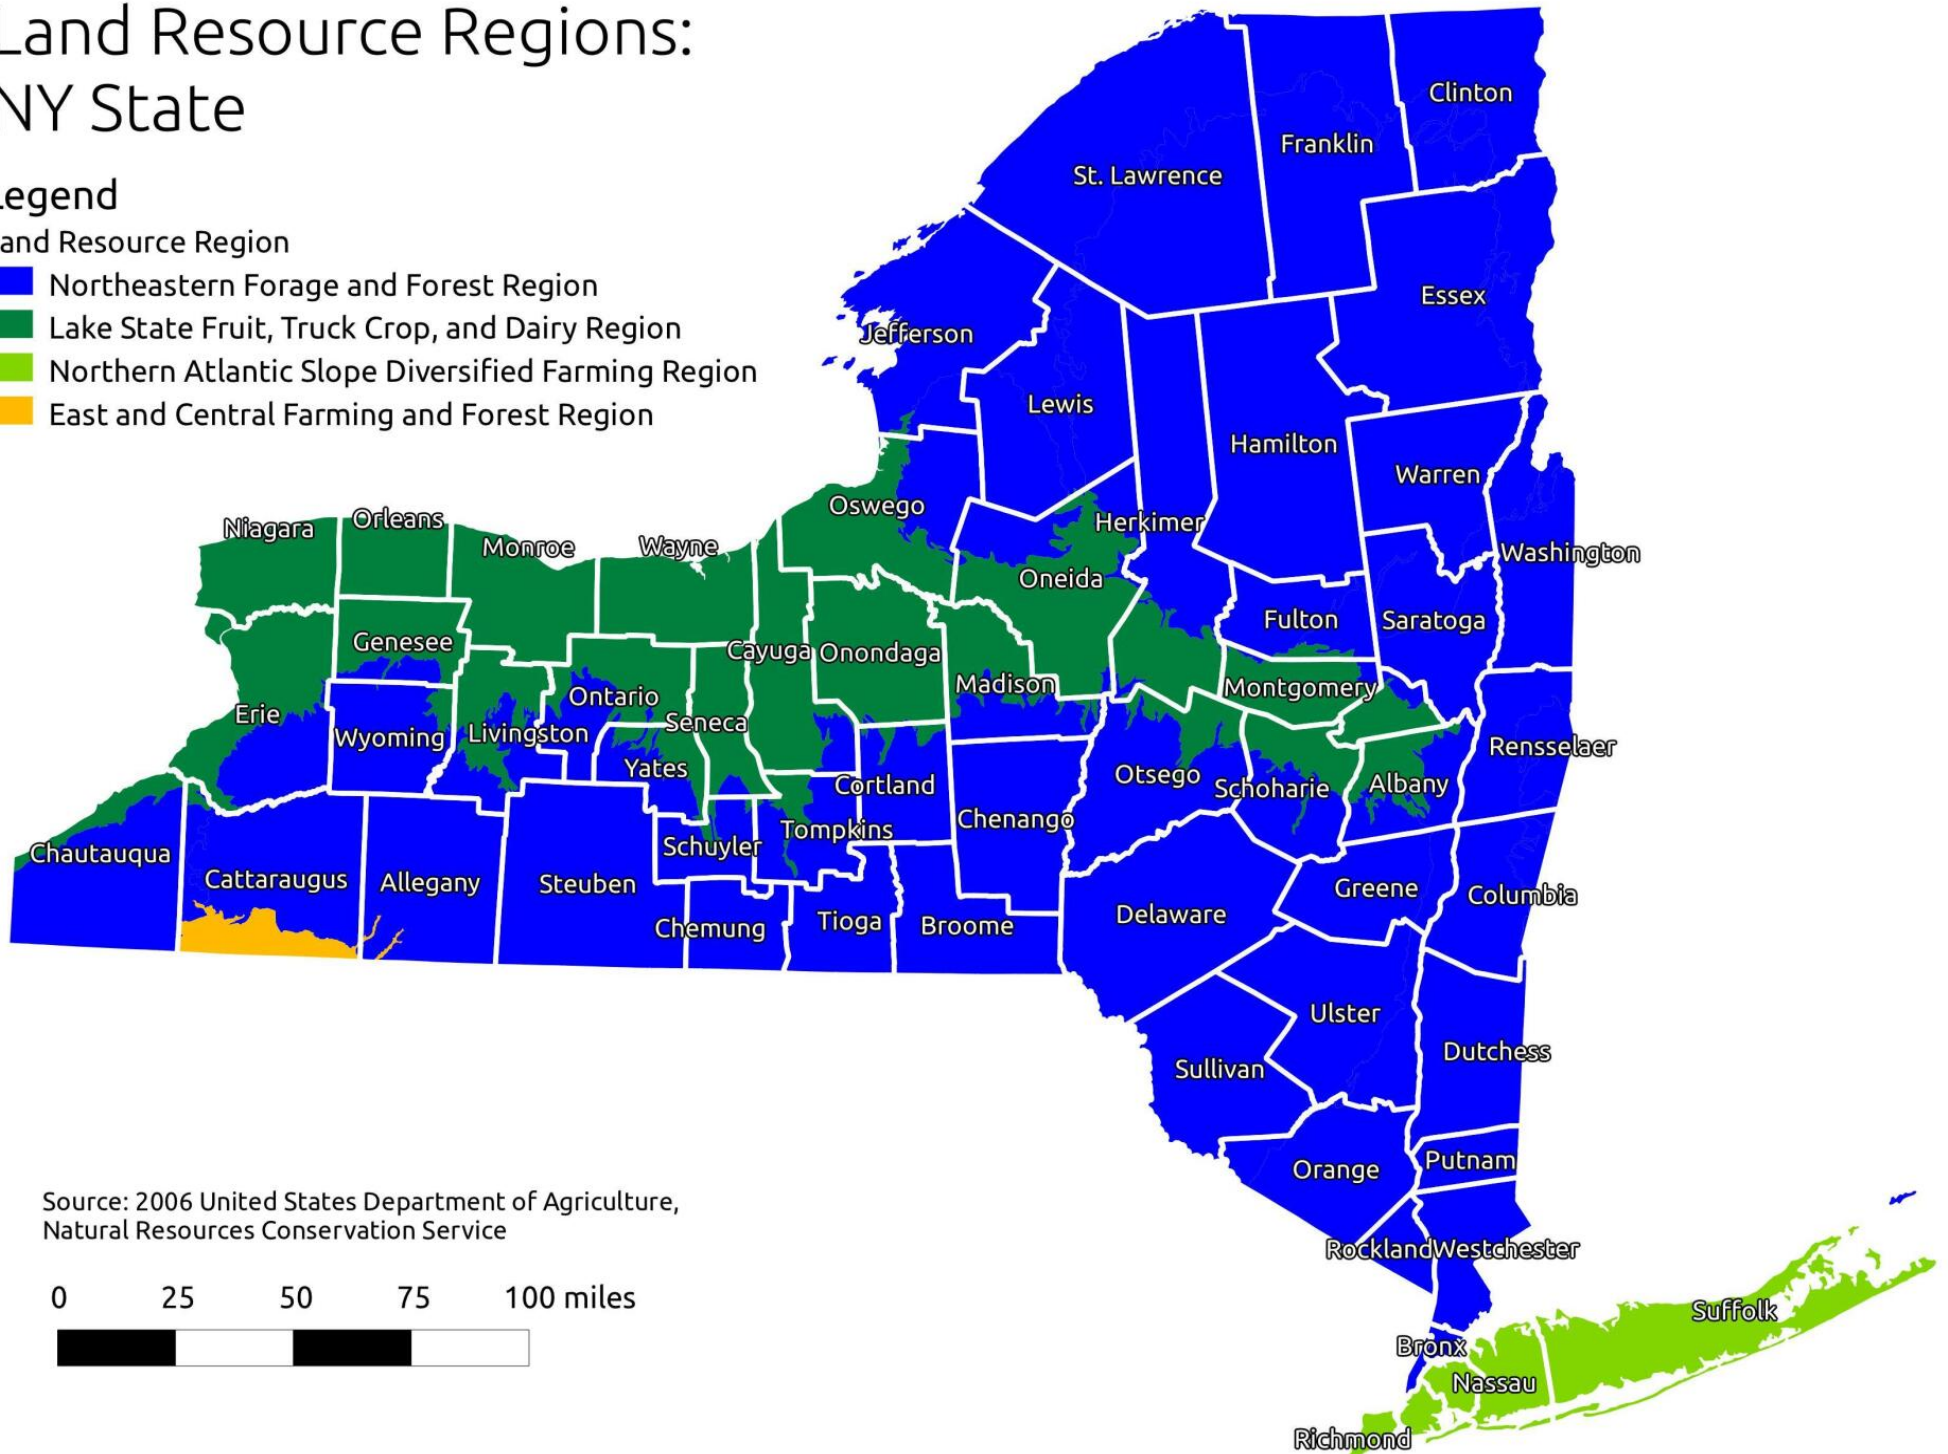 Land Resource Regions:
NY State
Legend
and Resource Region
Northeastern Forage and Forest Region
Lake State Fruit, Truck Crop, and Dairy Region
Northern Atlantic Slope Diversified Farming Region
East and Central Farming and Forest Region
Clinton
Franklin
St. Lawrence
Essex
Jefferson
Lewis
Hamilton
Warren
Oswego
Herkimer
Niagara
Orleans
Monroe
Wayne
Washington
Oneida
Fulton
Saratoga
Genesee
Cayuga
Onondaga
Madison
Montgomery
Ontario
Erie
Seneca
Wyoming
Livingston
Rensselaer
Yates
Otsego
Cortland
Schoharie
Albany
Chenango
Tompkins
Schuyler
Chautauqua
Cattaraugus
Allegany
Steuben
Greene
Columbia
Delaware
Tioga
Broome
Chemung
Ulster
Dutchess
Sullivan
Putnam
Orange
Rockland
Westchester
Suffolk
Bronx
Nassau
Richmond
Source: 2006 United States Department of Agriculture,
Natural Resources Conservation Service
0 25 50 75 100 miles